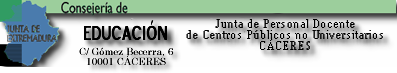 Consejería de
JUNTA DE
EXTREMADURA
EDUCACIÓN
C/ Gómez Becerra, 6
10001 CÁCERES
Junta de Personal Docente
de Centros Públicos no Universitarios
CÁCERES